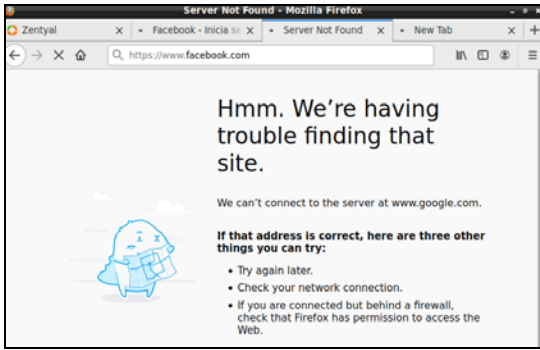 Server Not Found - Mozilla Firefox
Zentyal
Facebook - Inicia se
Server Not Found
New Tab
https://www.facebook.com
Hmm. We're having
trouble finding that
site.
We can't connect to the server at www.google.com.
If that address is correct, here are three other
things you can try:
• Try again later.
• Check your network connection.
• If you are connected but behind a firewall,
check that Firefox has permission to access the
Web.